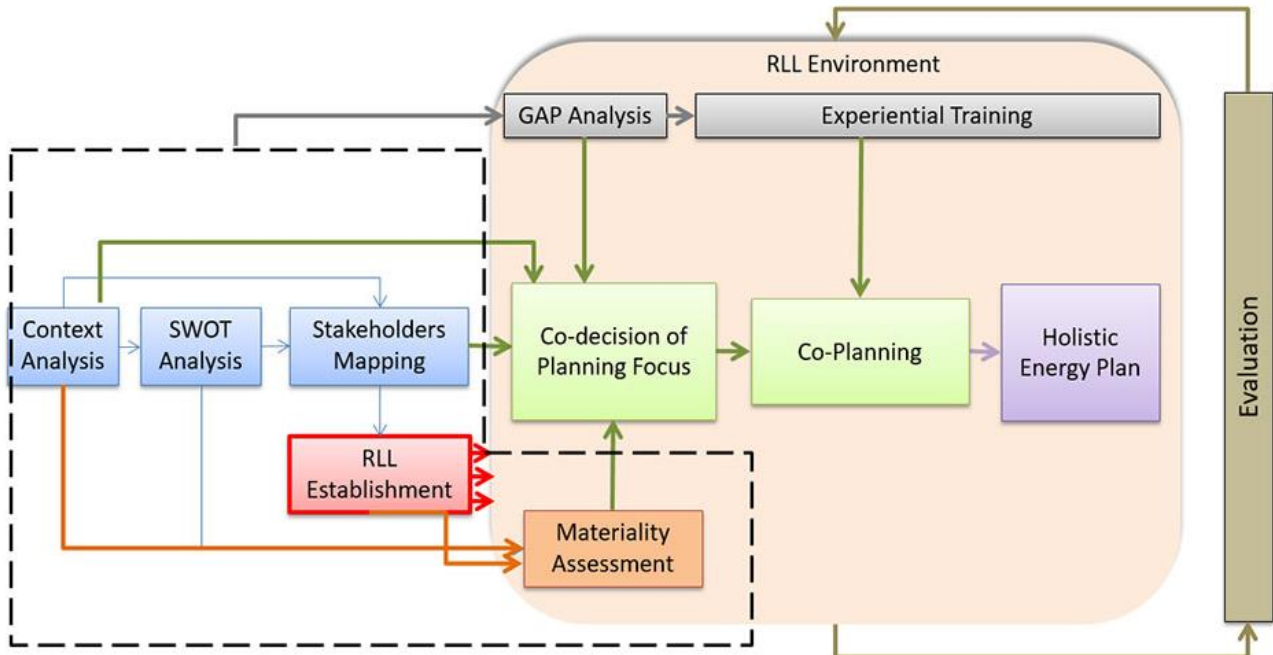 RLL Environment
GAP Analysis
Experiential Training
Context
Analysis
SWOT
Analysis
Stakeholders
Mapping
Co-decision of
Planning Focus
Co-Planning
Holistic
Energy Plan
Evaluation
RLL
Establishment
Materiality
Assessment